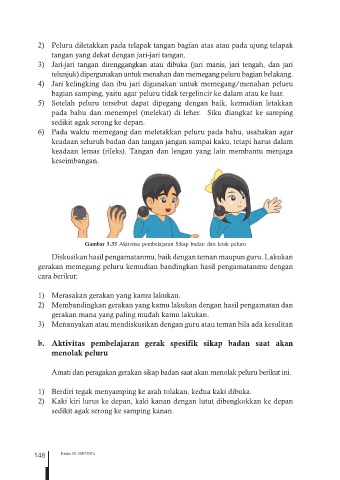 2) Peluru diletakkan pada telapak tangan bagian atas atau pada ujung telapak
tangan yang dekat dengan jari-jari tangan.
3) Jari-jari tangan direnggangkan atau dibuka (jari manis, jari tengah, dan jari
telunjuk) dipergunakan untuk menahan dan memegang peluru bagian belakang.
4) Jari kelingking dan ibu jari digunakan untuk memegang/menahan peluru
bagian samping, yaitu agar peluru tidak tergelincir ke dalam atau ke luar.
5) Setelah peluru tersebut dapat dipegang dengan baik, kemudian letakkan
pada bahu dan menempel (melekat) di leher. Siku diangkat ke samping
sedikit agak serong ke depan.
6) Pada waktu memegang dan meletakkan peluru pada bahu, usahakan agar
keadaan seluruh badan dan tangan jangan sampai kaku, tetapi harus dalam
keadaan lemas (rileks). Tangan dan lengan yang lain membantu menjaga
keseimbangan.
Gambar 3.33 Aktivitas pembelajaran Sikap badan dan letak peluru
Diskusikan hasil pengamatanmu, baik dengan teman maupun guru. Lakukan
gerakan memegang peluru kemudian bandingkan hasil pengamatanmu dengan
cara berikut:
1) Merasakan gerakan yang kamu lakukan.
2) Membandingkan gerakan yang kamu lakukan dengan hasil pengamatan dan
gerakan mana yang paling mudah kamu lakukan.
3) Menanyakan atau mendiskusikan dengan guru atau teman bila ada kesulitan
b. Aktivitas pembelajaran gerak spesifik sikap badan saat akan
menolak peluru
Amati dan peragakan gerakan sikap badan saat akan menolak peluru berikut ini.
1) Berdiri tegak menyamping ke arah tolakan, kedua kaki dibuka.
2) Kaki kiri lurus ke depan, kaki kanan dengan lutut dibengkokkan ke depan
sedikit agak serong ke samping kanan.
148 Kelas VII SMP/MTs